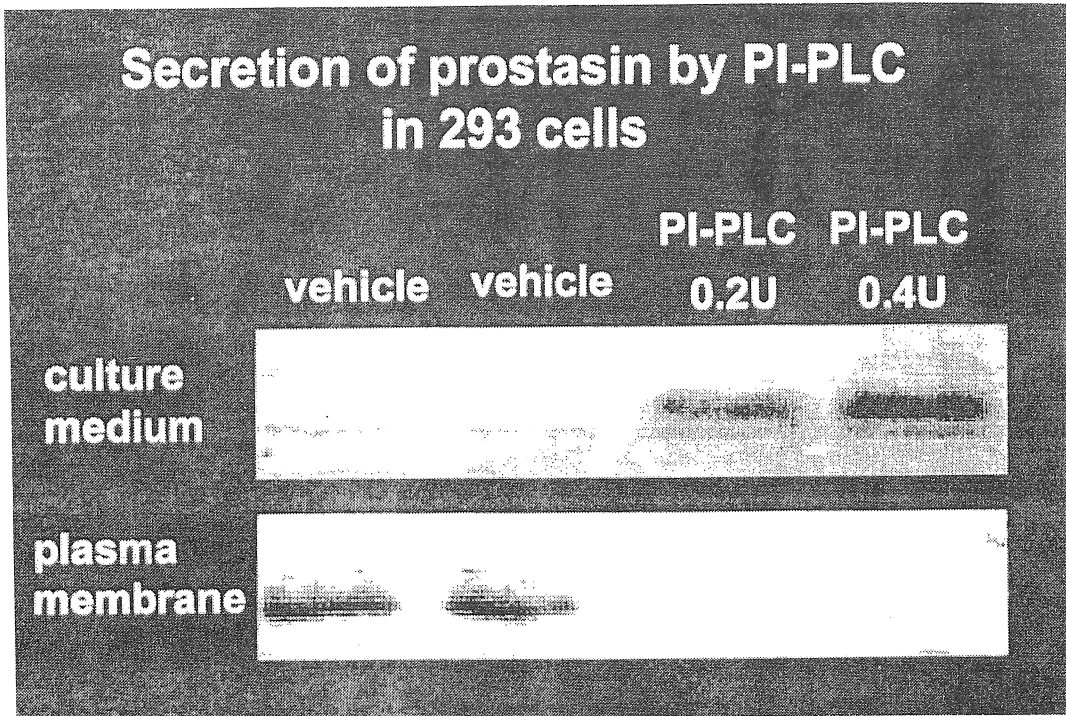 Secretion of prostasin by PI-PLC
in 293 cells
PI-PLC PI-PLC
vehicle vehicle 0.2U 0.4U
culture
medium
plasma
membrane